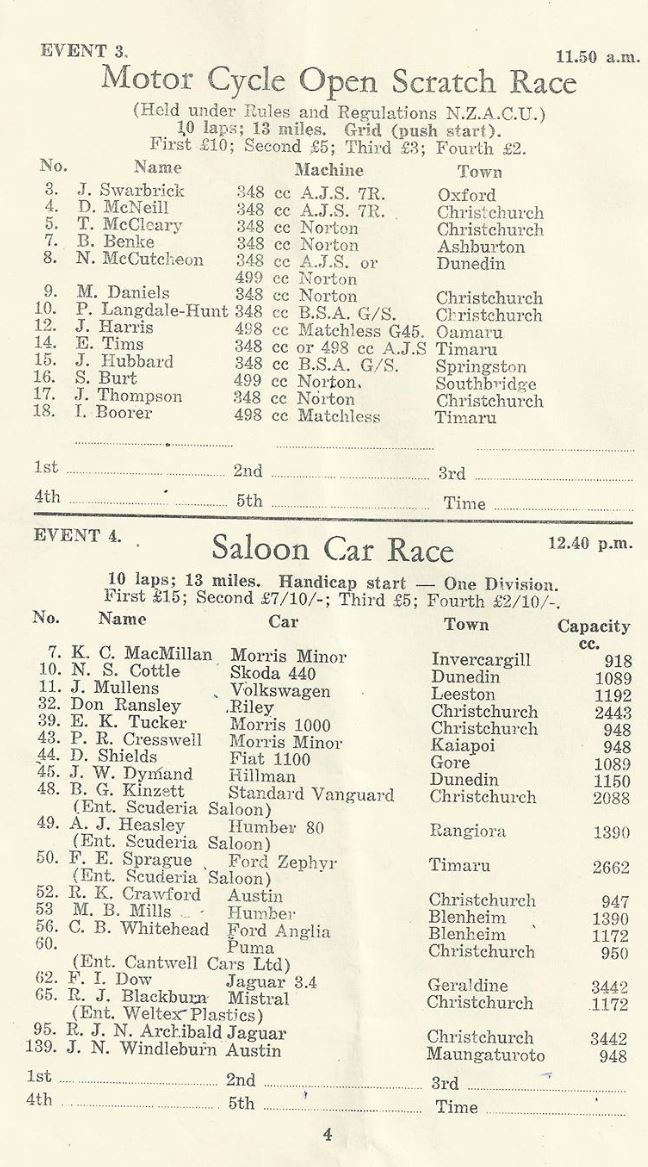 EVENT 3. 11.50 a.m.
Motor Cycle Open Scratch Race
(Held under Rules and Regulations N.Z.A.C.U.)
10 laps; 13 miles. Grid (push start).
First £10; Second £5; Third £3; Fourth £2.
No. Name Machine Town
3. J. Swarbrick 348 cc A.J.S. 7R. Oxford
4. D. McNeill 348 cc A.J.S. 7R. Christchurch
5. T. McCleary 348 cc Norton Christchurch
7. B. Benke 348 cc Norton Ashburton
8. N. McCutcheon 348 cc A.J.S. or Dunedin
499 cc Norton
9. M. Daniels 348 cc Norton Christchurch
10. P. Langdale-Hunt 348 cc B.S.A. G/S. Christchurch
12. J. Harris 498 cc Matchless G45. Oamaru
14. E. Tims 348 cc or 498 cc A.J.S Timaru
15. J. Hubbard 348 cc B.S.A. G/S. Springston
16. S. Burt 499 cc Norton. Southbridge
17. J. Thompson 348 cc Norton Christchurch
18. I. Boorer 498 cc Matchless Timaru
1st 2nd 3rd
4th 5th Time
EVENT 4. 12.40 p.m.
Saloon Car Race
10 laps; 13 miles. Handicap start — One Division.
First £15; Second £7/10/-; Third £5; Fourth £2/10/-.
No. Name Car Town Capacity
cc.
7. K. C. MacMillan Morris Minor Invercargill 918
10. N. S. Cottle Skoda 440 Dunedin 1089
11. J. Mullens Volkswagen Leeston 1192
32. Don Ransley Riley Christchurch 2443
39. E. K. Tucker Morris 1000 Christchurch 948
43. P. R. Cresswell Morris Minor Kaiapoi 948
44. D. Shields Fiat 1100 Gore 1089
45. J. W. Dymand Hillman Dunedin 1150
48. B. G. Kinzett Standard Vanguard Christchurch 2088
(Ent. Scuderia Saloon)
49. A. J. Heasley Humber 80 Rangiora 1390
(Ent. Scuderia Saloon)
50. F. E. Sprague Ford Zephyr Timaru 2662
(Ent. Scuderia Saloon)
52. R. K. Crawford Austin Christchurch 947
53 M. B. Mills Humber Blenheim 1390
56. C. B. Whitehead Ford Anglia Blenheim 1172
60. Puma Christchurch 950
(Ent. Cantwell Cars Ltd)
62. F. I. Dow Jaguar 3.4 Geraldine 3442
65. R. J. Blackburn Mistral Christchurch 1172
(Ent. Weltex Plastics)
95. R. J. N. Archibald Jaguar Christchurch 3442
139. J. N. Windleburn Austin Maungaturoto 948
1st 2nd 3rd
4th 5th Time
4